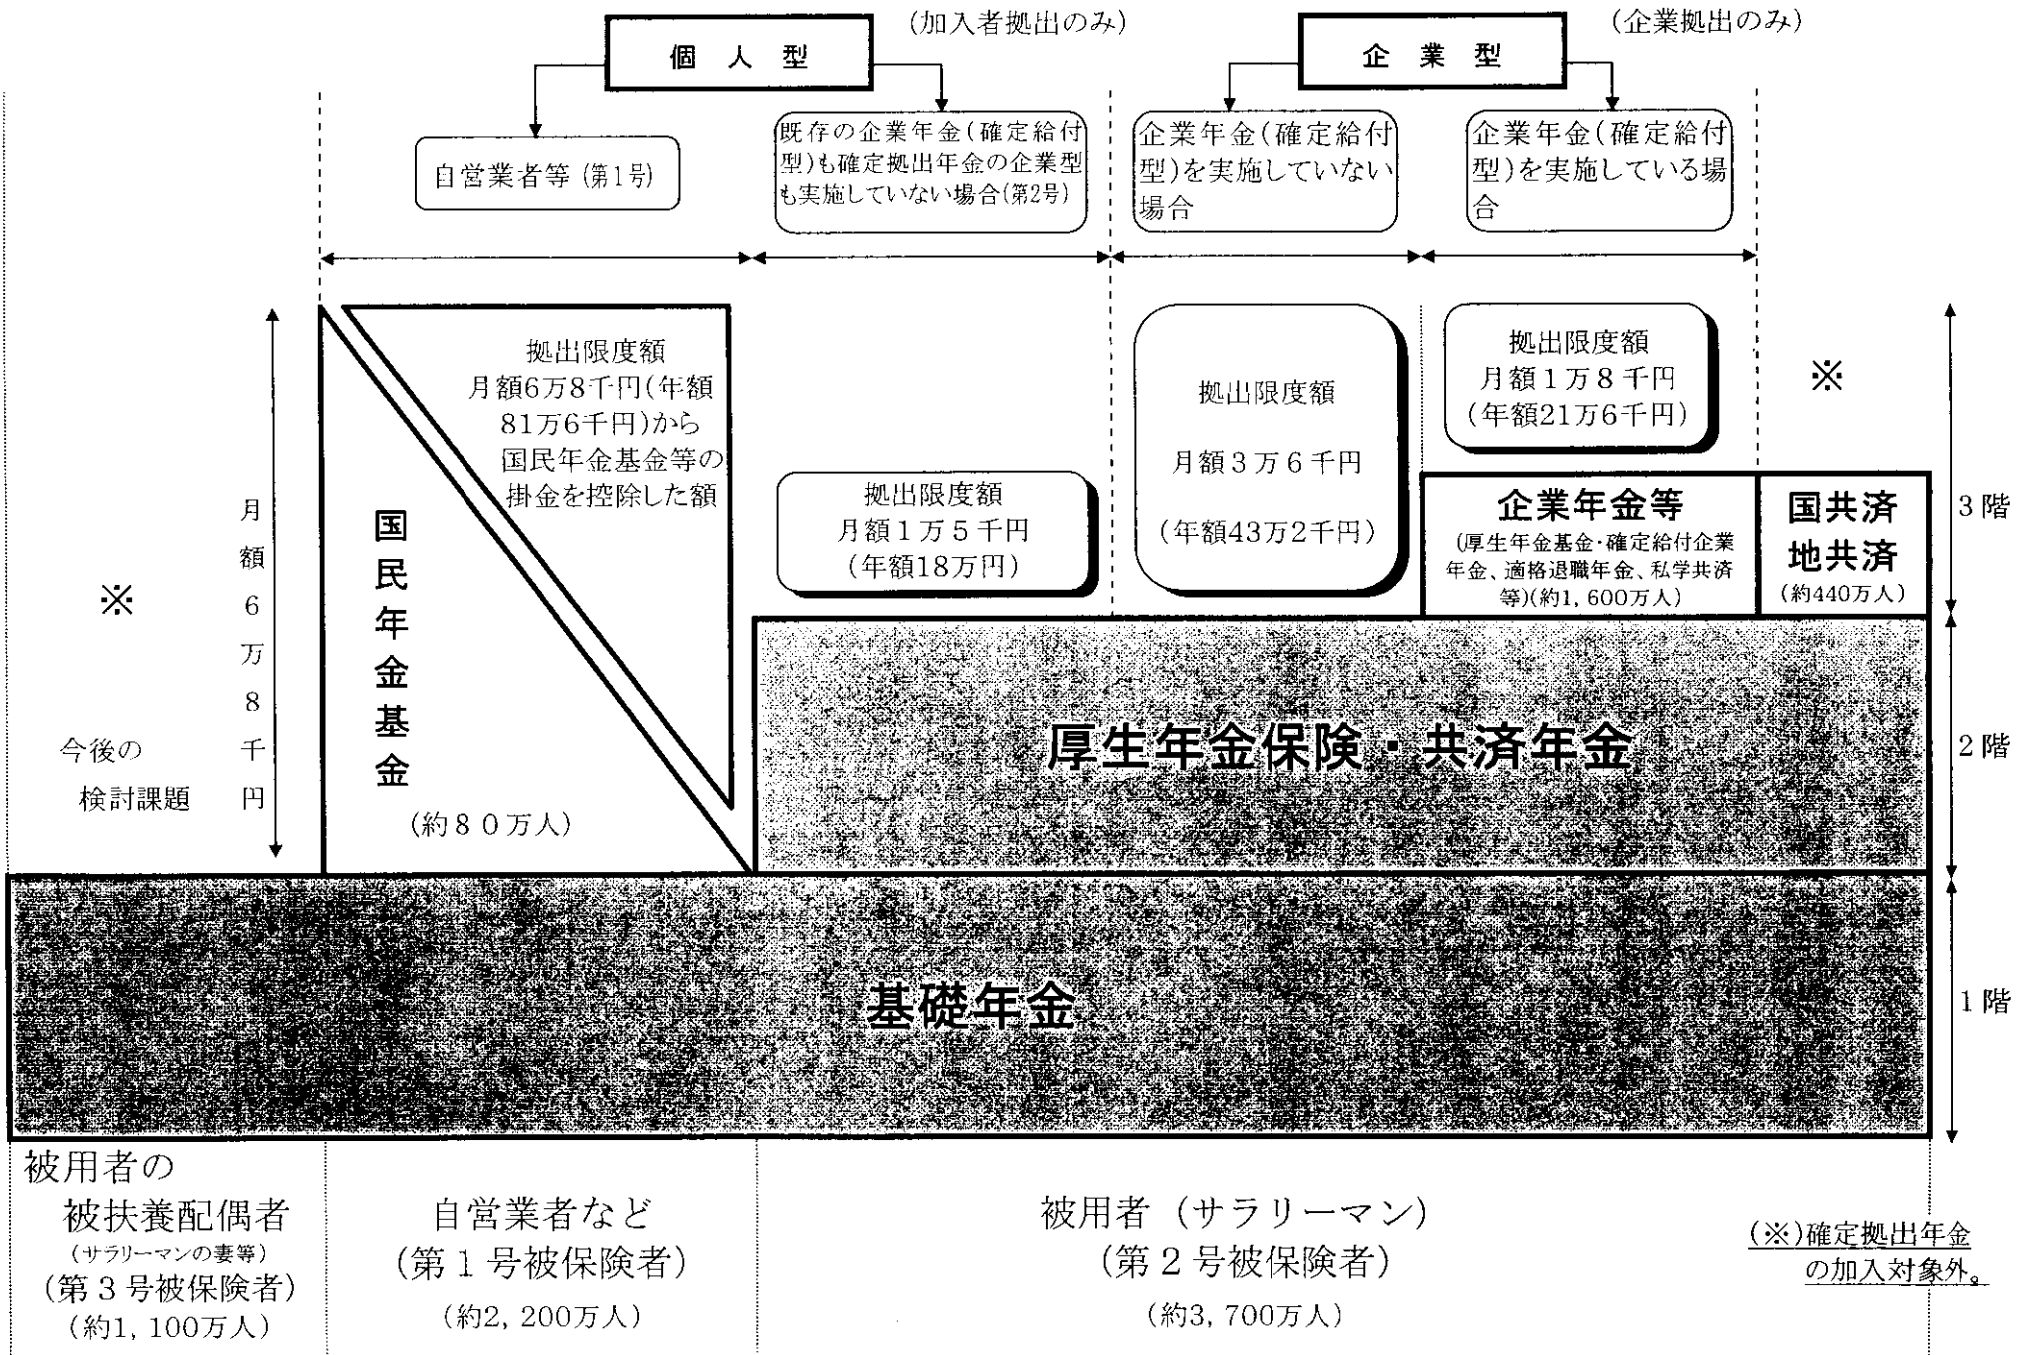 個人型
(加入者拠出のみ)
企業型
(企業拠出のみ)
自営業者等 (第1号)
既存の企業年金(確定給付
型)も確定拠出年金の企業型
も実施していない場合(第2号)
企業年金(確定給付
型)を実施していない
場合
企業年金(確定給付
型)を実施している場
合
拠出限度額
月額6万8千円(年額
81万6千円)から
国民年金基金等の
掛金を控除した額
拠出限度額
月額1万5千円
(年額18万円)
拠出限度額
月額3万6千円
(年額43万2千円)
拠出限度額
月額1万8千円
(年額21万6千円)
※
※
今後の
検討課題
月額6万8千円
国民年金基金
(約80万人)
企業年金等
(厚生年金基金・確定給付企業
年金、適格退職年金、私学共済
等)(約1,600万人)
国共済
地共済
(約440万人)
3階
厚生年金保険・共済年金
2階
基礎年金
1階
被用者の
被扶養配偶者
(サラリーマンの妻等)
(第3号被保険者)
(約1,100万人)
自営業者など
(第1号被保険者)
(約2,200万人)
被用者 (サラリーマン)
(第2号被保険者)
(約3,700万人)
(※)確定拠出年金
の加入対象外。